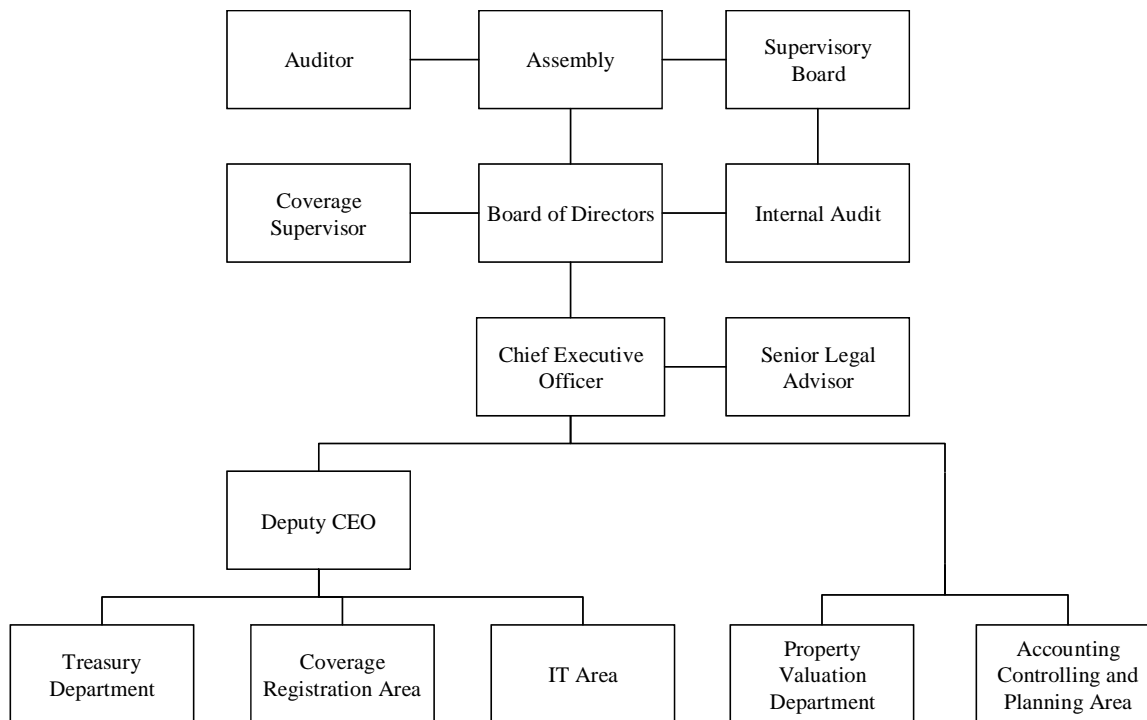 Auditor
Assembly
Supervisory
Board
Coverage
Supervisor
Board of Directors
Internal Audit
Chief Executive
Officer
Senior Legal
Advisor
Deputy CEO
Treasury
Department
Coverage
Registration Area
IT Area
Property
Valuation
Department
Accounting
Controlling and
Planning Area